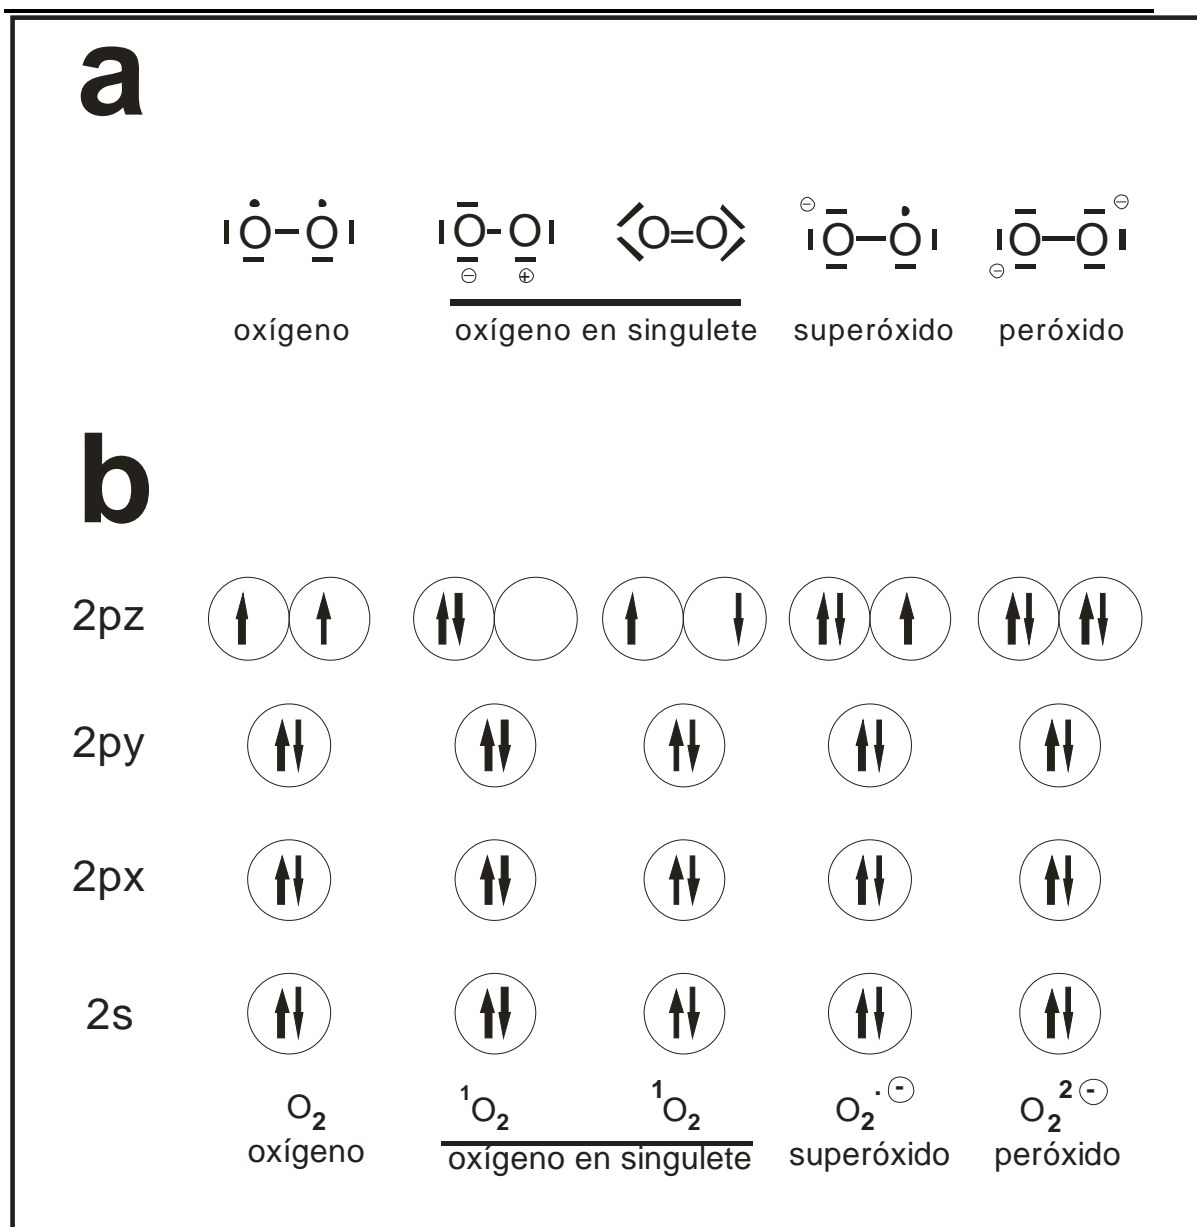 a
|Ō–O| O=O
oxígeno oxígeno en singulete superóxido peróxido
b
2pz
2py
2px
2s
O2 1O2 1O2 O2·- O22-
oxígeno oxígeno en singulete superóxido peróxido